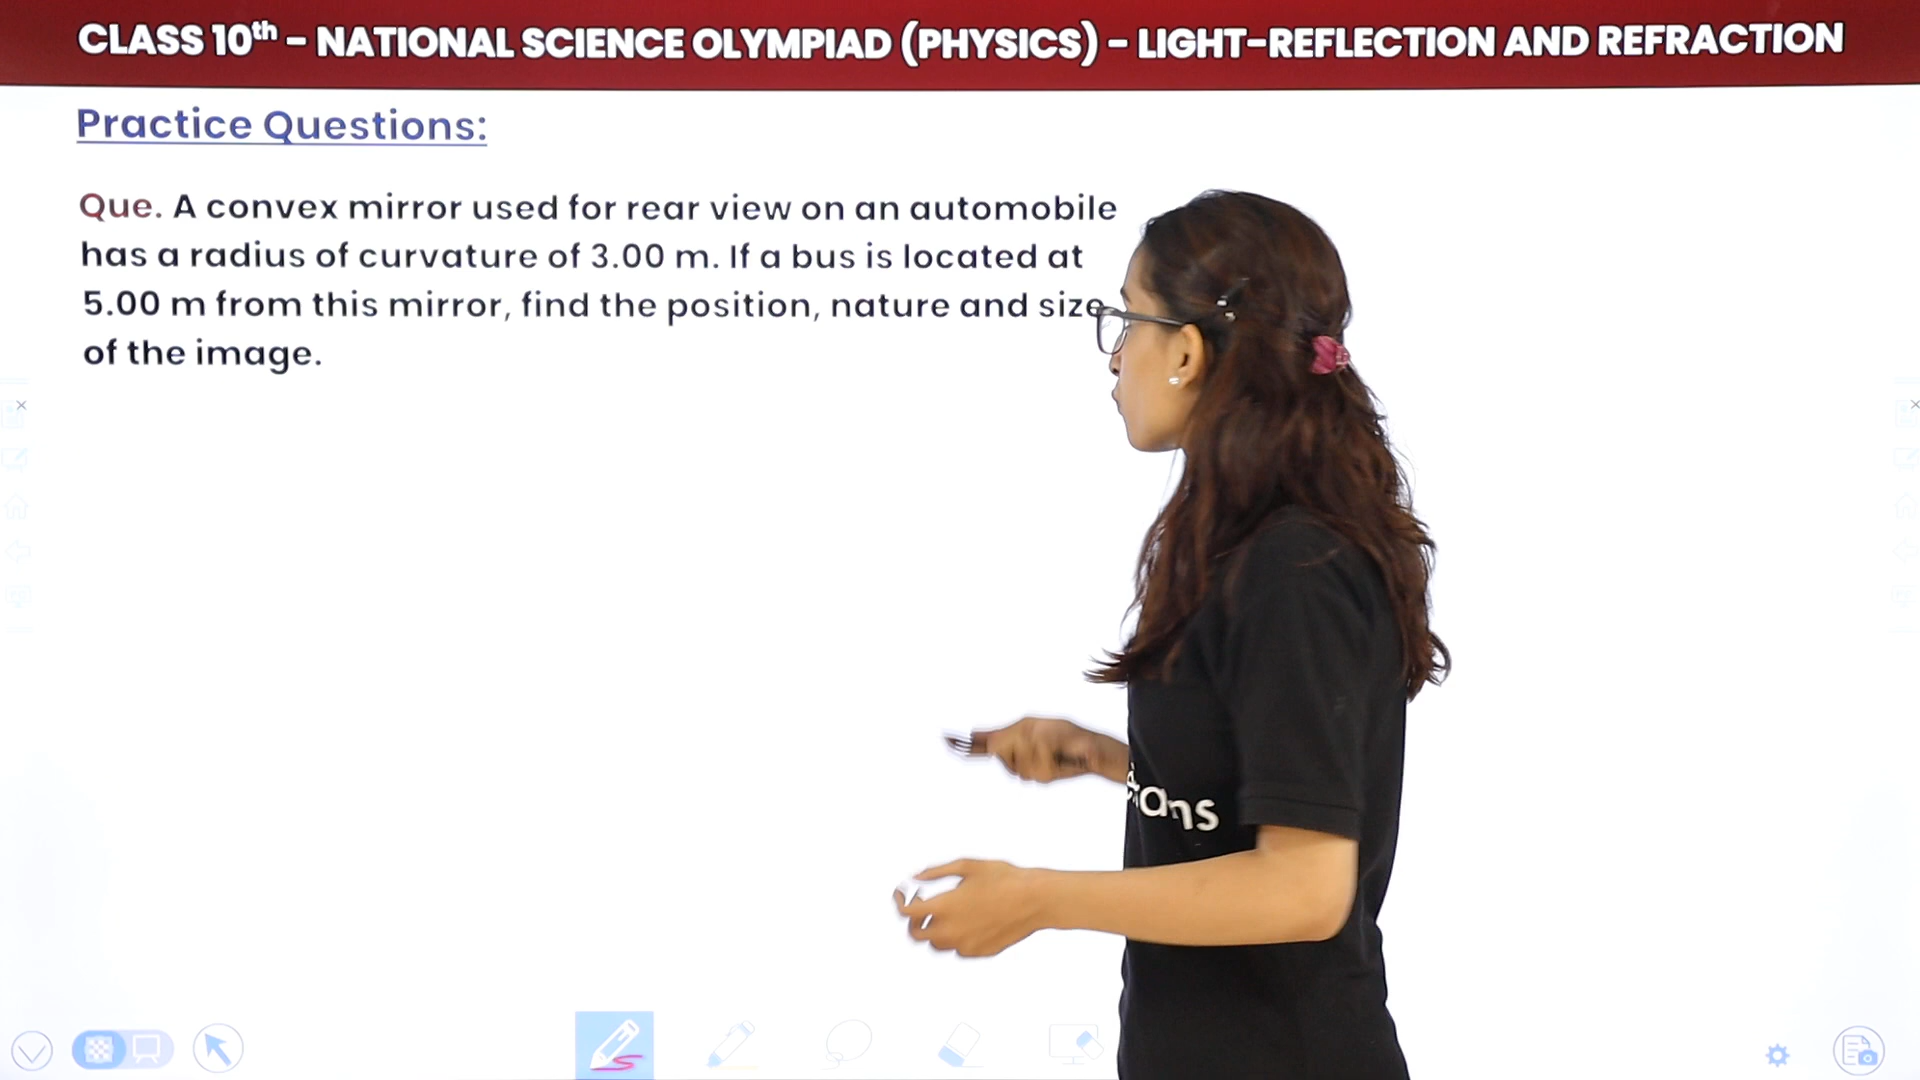 CLASS 10th - NATIONAL SCIENCE OLYMPIAD (PHYSICS) - LIGHT-REFLECTION AND REFRACTION
Practice Questions:
Que. A convex mirror used for rear view on an automobile
has a radius of curvature of 3.00 m. If a bus is located at
5.00 m from this mirror, find the position, nature and size
of the image.